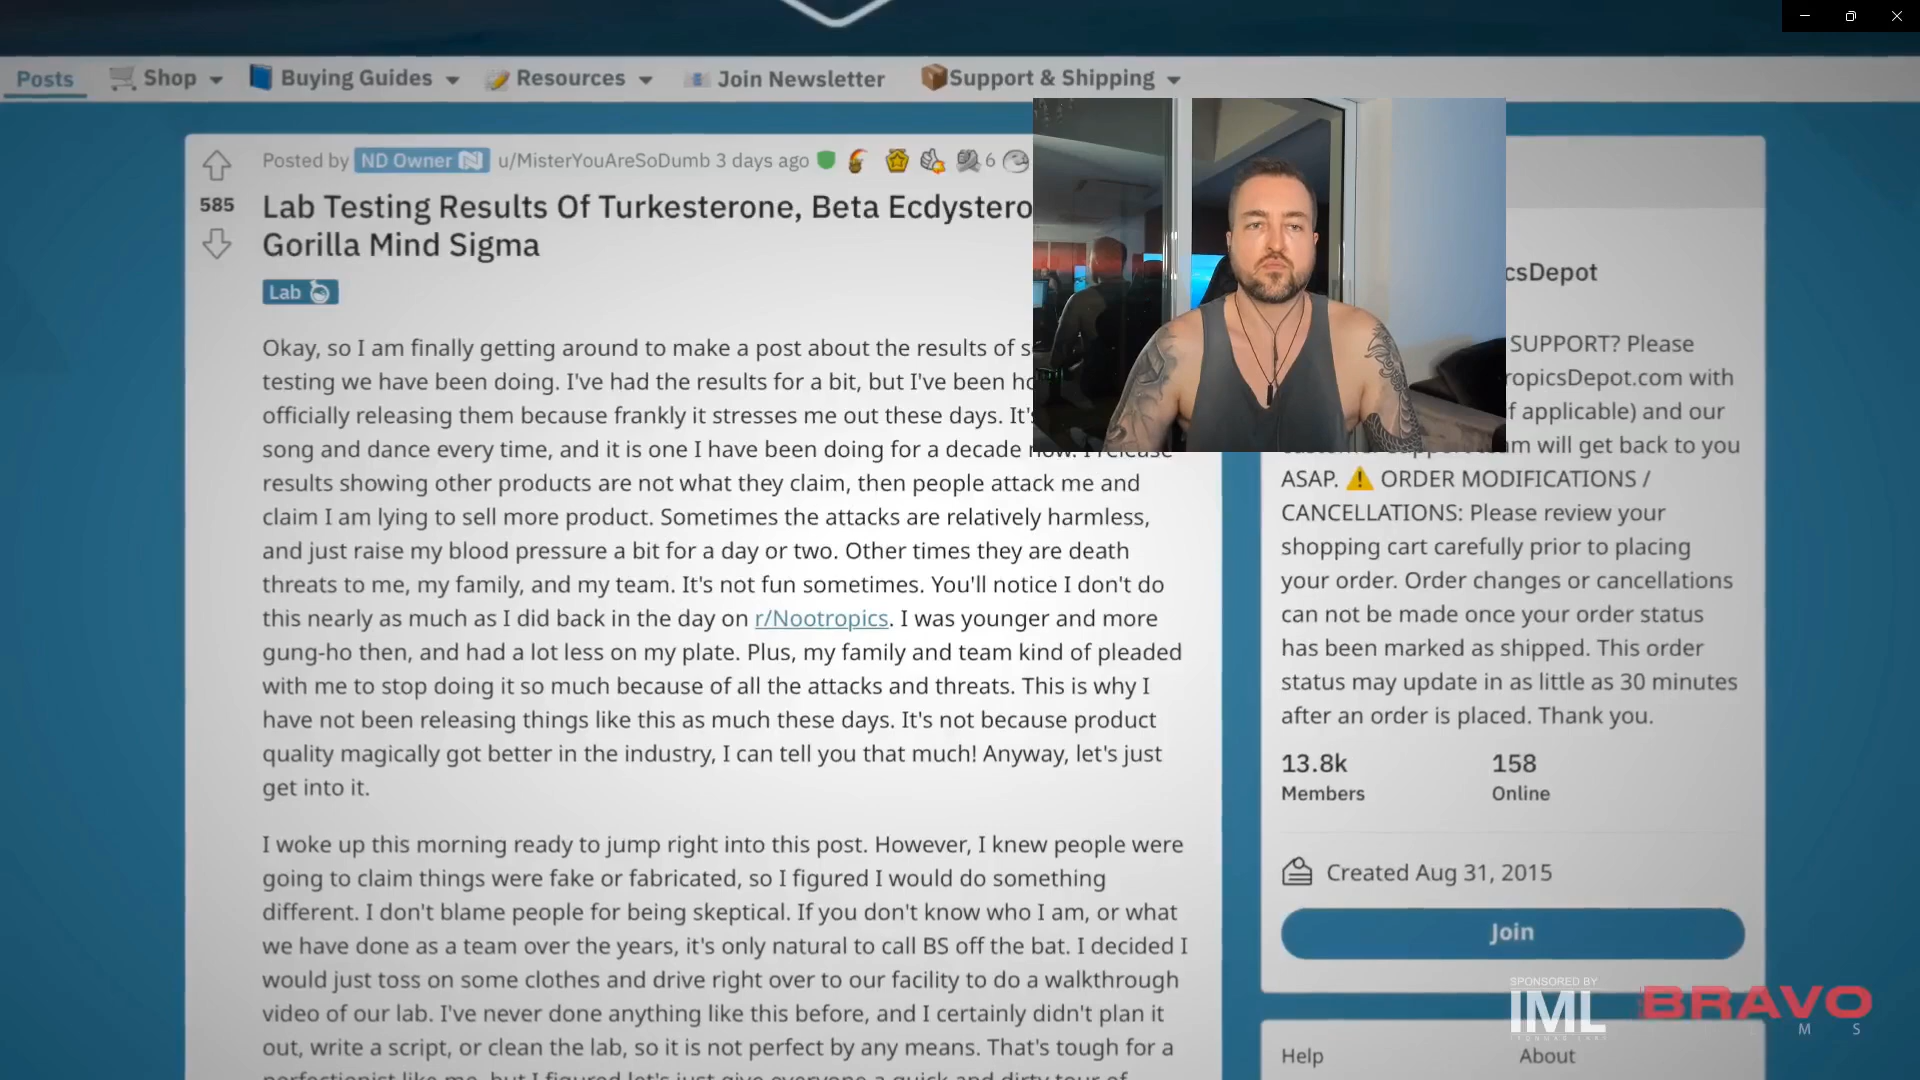 Posts Shop Buying Guides Resources Join Newsletter Support & Shipping
Posted by ND Owner u/MisterYouAreSoDumb 3 days ago 6
585
Lab Testing Results Of Turkesterone, Beta Ecdystero
Gorilla Mind Sigma
Lab
Okay, so I am finally getting around to make a post about the results of
testing we have been doing. I've had the results for a bit, but I've been
officially releasing them because frankly it stresses me out these days. It's
song and dance every time, and it is one I have been doing for a decade now. I release
results showing other products are not what they claim, then people attack me and
claim I am lying to sell more product. Sometimes the attacks are relatively harmless,
and just raise my blood pressure a bit for a day or two. Other times they are death
threats to me, my family, and my team. It's not fun sometimes. You'll notice I don't do
this nearly as much as I did back in the day on r/Nootropics. I was younger and more
gung-ho then, and had a lot less on my plate. Plus, my family and team kind of pleaded
with me to stop doing it so much because of all the attacks and threats. This is why I
have not been releasing things like this as much these days. It's not because product
quality magically got better in the industry, I can tell you that much! Anyway, let's just
get into it.
I woke up this morning ready to jump right into this post. However, I knew people were
going to claim things were fake or fabricated, so I figured I would do something
different. I don't blame people for being skeptical. If you don't know who I am, or what
we have done as a team over the years, it's only natural to call BS off the bat. I decided I
would just toss on some clothes and drive right over to our facility to do a walkthrough
video of our lab. I've never done anything like this before, and I certainly didn't plan it
out, write a script, or clean the lab, so it is not perfect by any means. That's tough for a
perfectionist like me, but I figured let's just give everyone a quick and dirty tour of
csDepot
SUPPORT? Please
ropicsDepot.com with
f applicable) and our
customer support team will get back to you
ASAP. ⚠️ ORDER MODIFICATIONS /
CANCELLATIONS: Please review your
shopping cart carefully prior to placing
your order. Order changes or cancellations
can not be made once your order status
has been marked as shipped. This order
status may update in as little as 30 minutes
after an order is placed. Thank you.
13.8k 158
Members Online
Created Aug 31, 2015
Join
SPONSORED BY
IML BRAVO
M S
Help About